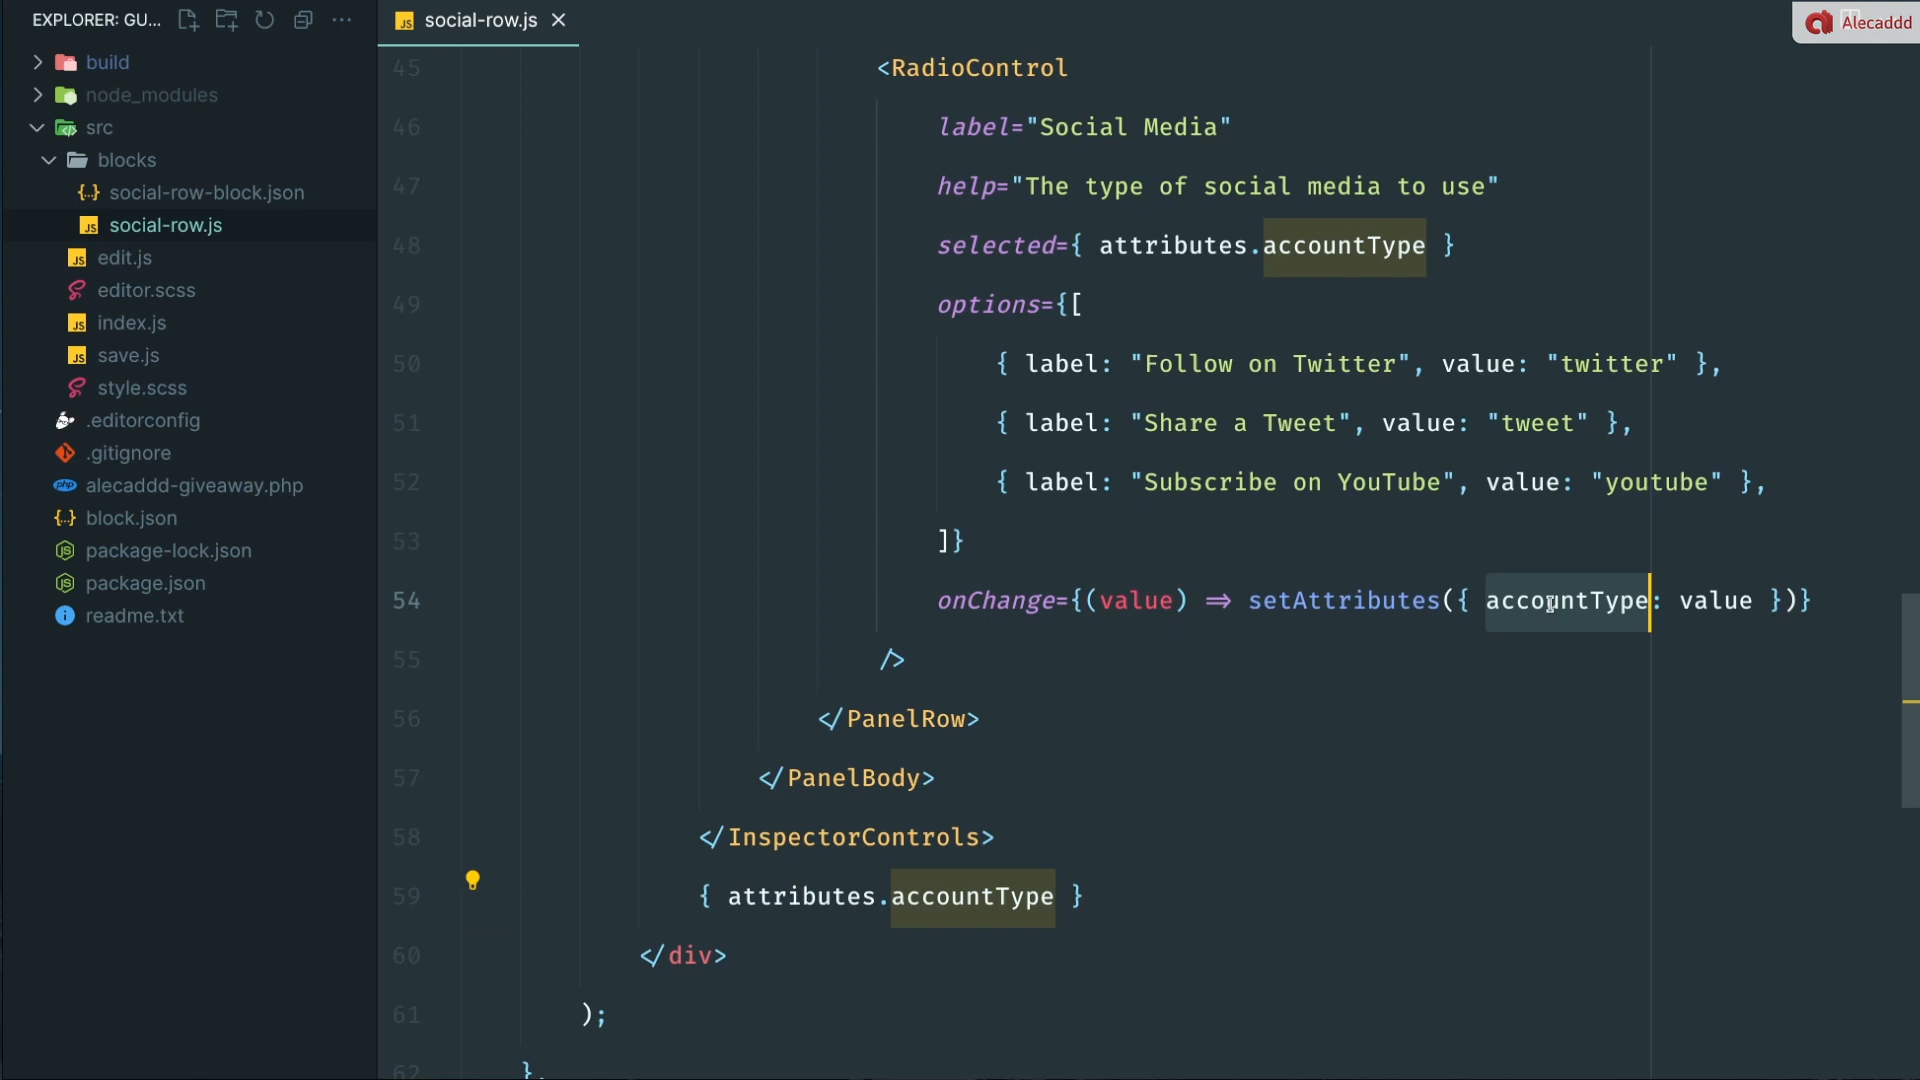 EXPLORER: GU...
build
node_modules
src
blocks
social-row-block.json
social-row.js
edit.js
editor.scss
index.js
save.js
style.scss
.editorconfig
.gitignore
alecaddd-giveaway.php
block.json
package-lock.json
package.json
readme.txt
social-row.js
Alecaddd
45 <RadioControl
46 label="Social Media"
47 help="The type of social media to use"
48 selected={ attributes.accountType }
49 options={[
50 { label: "Follow on Twitter", value: "twitter" },
51 { label: "Share a Tweet", value: "tweet" },
52 { label: "Subscribe on YouTube", value: "youtube" },
53 ]}
54 onChange={(value) => setAttributes({ accountType: value })}
55 />
56 </PanelRow>
57 </PanelBody>
58 </InspectorControls>
59 { attributes.accountType }
60 </div>
61 );
62 },